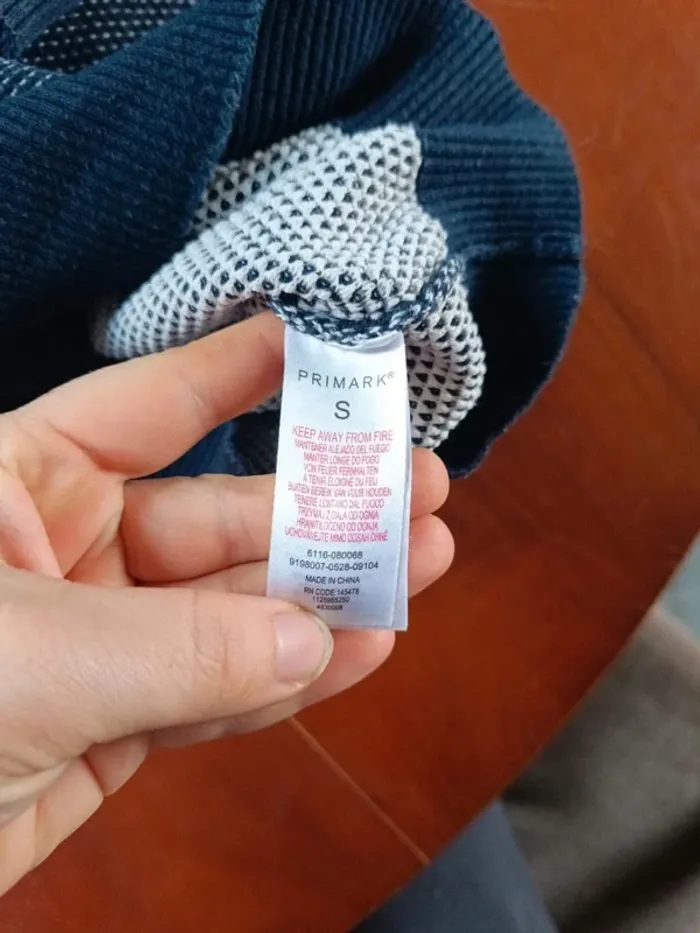 PRIMARK®
S
KEEP AWAY FROM FIRE
MANTENER ALEJADO DEL FUEGO
MANTER LONGE DO FOGO
VON FEUER FERNHALTEN
À TENIR ÉLOIGNÉ DU FEU
BUITEN BEREIK VAN VUUR HOUDEN
TENERE LONTANO DAL FUOCO
TRZYMAJ Z DALA OD OGNIA
HRANITI LOČENO OD OGNJA
UCHOVÁVEJTE MIMO DOSAH OHNĚ
6116-080068
9198007-0528-09104
MADE IN CHINA
RN CODE:145478